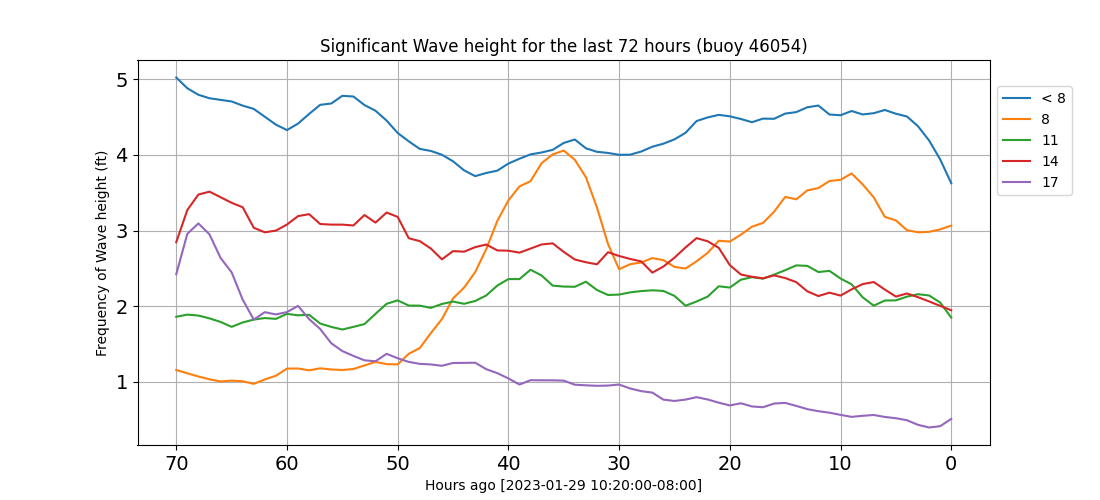 Significant Wave height for the last 72 hours (buoy 46054)
Frequency of Wave height (ft)
5
4
3
2
1
70 60 50 40 30 20 10 0
Hours ago [2023-01-29 10:20:00-08:00]
< 8
8
11
14
17